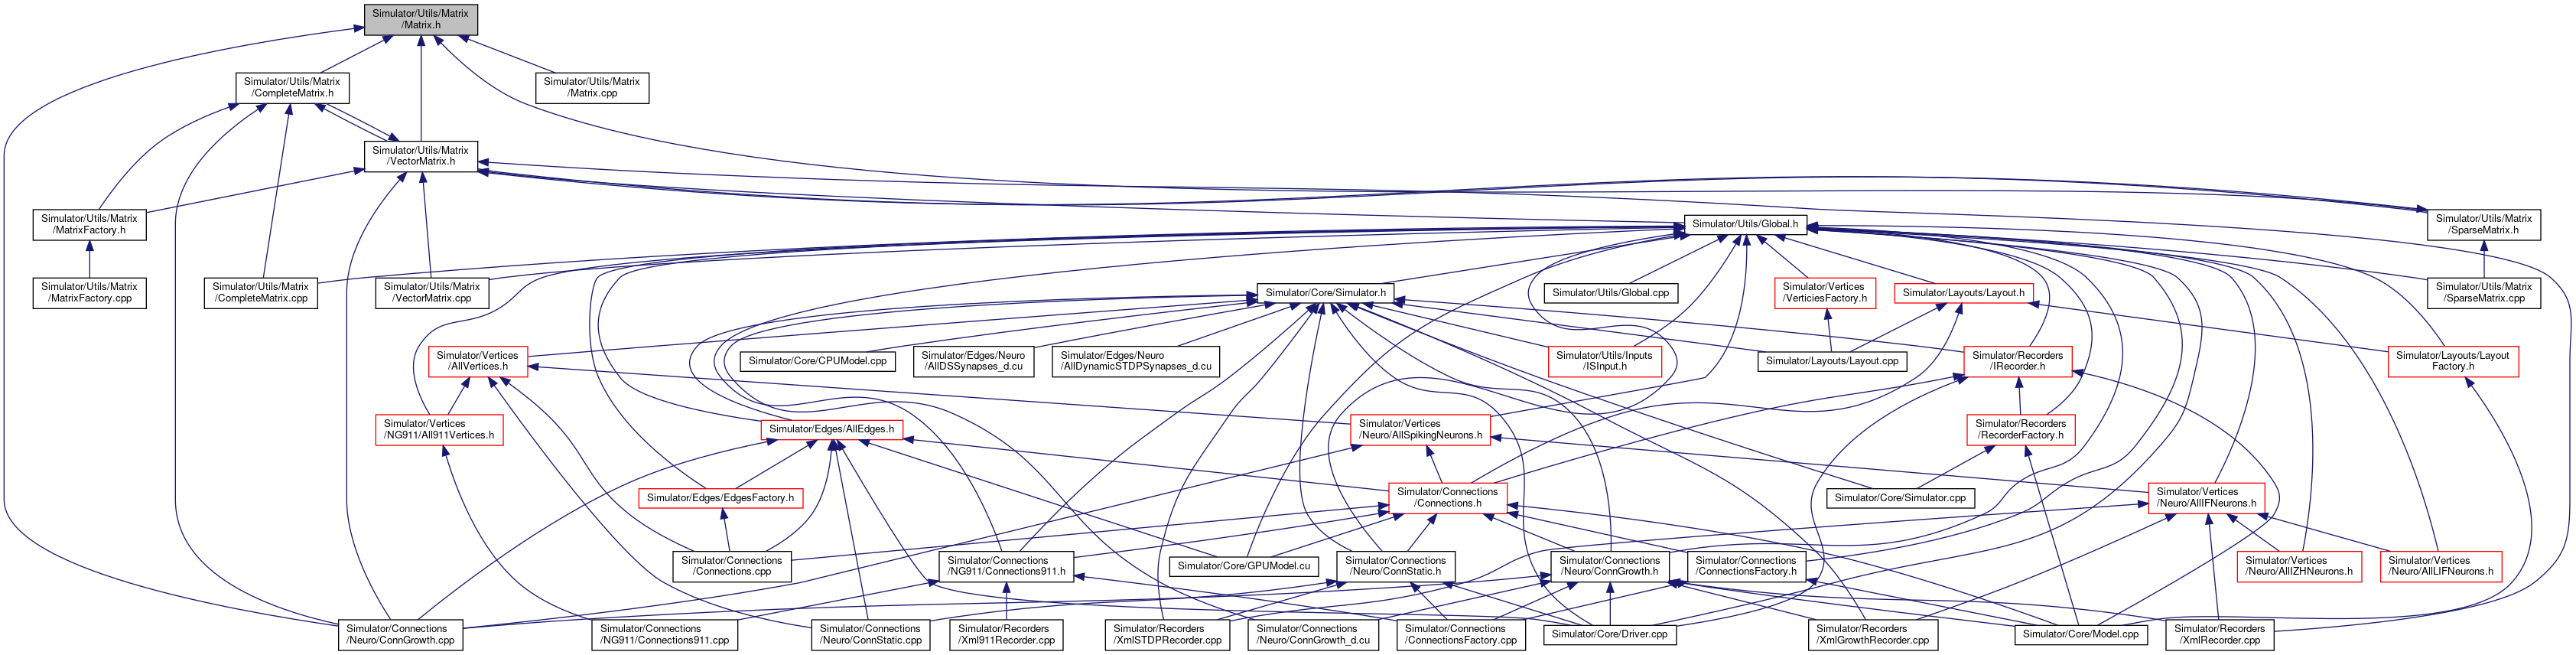 Simulator/Utils/Matrix
/Matrix.h
Simulator/Utils/Matrix
/CompleteMatrix.h
Simulator/Utils/Matrix
/Matrix.cpp
Simulator/Utils/Matrix
/VectorMatrix.h
Simulator/Utils/Matrix
/MatrixFactory.h
Simulator/Utils/Global.h
Simulator/Utils/Matrix
/SparseMatrix.h
Simulator/Utils/Matrix
/MatrixFactory.cpp
Simulator/Utils/Matrix
/CompleteMatrix.cpp
Simulator/Utils/Matrix
/VectorMatrix.cpp
Simulator/Core/Simulator.h
Simulator/Utils/Global.cpp
Simulator/Vertices
/VerticiesFactory.h
Simulator/Layouts/Layout.h
Simulator/Utils/Matrix
/SparseMatrix.cpp
Simulator/Vertices
/AllVertices.h
Simulator/Core/CPUModel.cpp
Simulator/Edges/Neuro
/AllDSSynapses_d.cu
Simulator/Edges/Neuro
/AllDynamicSTDPSynapses_d.cu
Simulator/Utils/Inputs
/ISInput.h
Simulator/Layouts/Layout.cpp
Simulator/Recorders
/IRecorder.h
Simulator/Layouts/Layout
Factory.h
Simulator/Vertices
/NG911/All911Vertices.h
Simulator/Edges/AllEdges.h
Simulator/Vertices
/Neuro/AllSpikingNeurons.h
Simulator/Recorders
/RecorderFactory.h
Simulator/Edges/EdgesFactory.h
Simulator/Connections
/Connections.h
Simulator/Core/Simulator.cpp
Simulator/Vertices
/Neuro/AllIFNeurons.h
Simulator/Connections
/Connections.cpp
Simulator/Connections
/NG911/Connections911.h
Simulator/Core/GPUModel.cu
Simulator/Connections
/Neuro/ConnStatic.h
Simulator/Connections
/Neuro/ConnGrowth.h
Simulator/Connections
/ConnectionsFactory.h
Simulator/Vertices
/Neuro/AllIZHNeurons.h
Simulator/Vertices
/Neuro/AllLIFNeurons.h
Simulator/Connections
/Neuro/ConnGrowth.cpp
Simulator/Connections
/NG911/Connections911.cpp
Simulator/Connections
/Neuro/ConnStatic.cpp
Simulator/Recorders
/Xml911Recorder.cpp
Simulator/Recorders
/XmlSTDPRecorder.cpp
Simulator/Connections
/Neuro/ConnGrowth_d.cu
Simulator/Connections
/ConnectionsFactory.cpp
Simulator/Core/Driver.cpp
Simulator/Recorders
/XmlGrowthRecorder.cpp
Simulator/Core/Model.cpp
Simulator/Recorders
/XmlRecorder.cpp